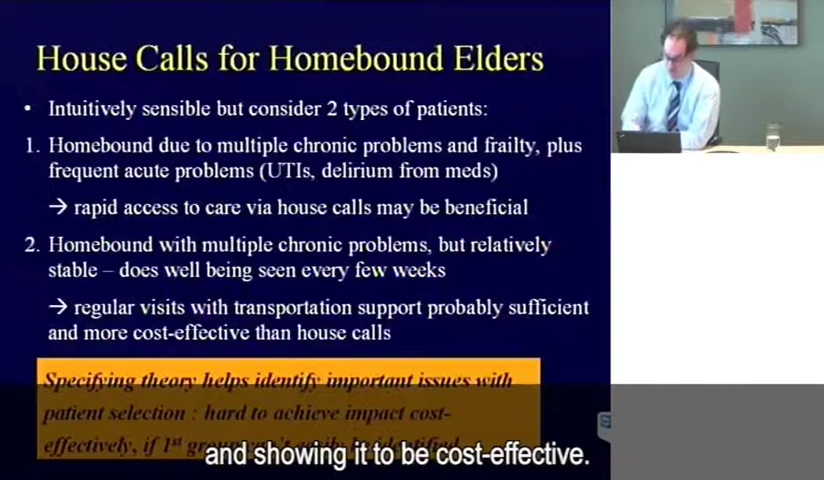 House Calls for Homebound Elders
• Intuitively sensible but consider 2 types of patients:
1. Homebound due to multiple chronic problems and frailty, plus
frequent acute problems (UTIs, delirium from meds)
→ rapid access to care via house calls may be beneficial
2. Homebound with multiple chronic problems, but relatively
stable – does well being seen every few weeks
→ regular visits with transportation support probably sufficient
and more cost-effective than house calls
Specifying theory helps identify important issues with
patient selection : hard to achieve impact cost-
effectively, if 1st
and showing it to be cost-effective.